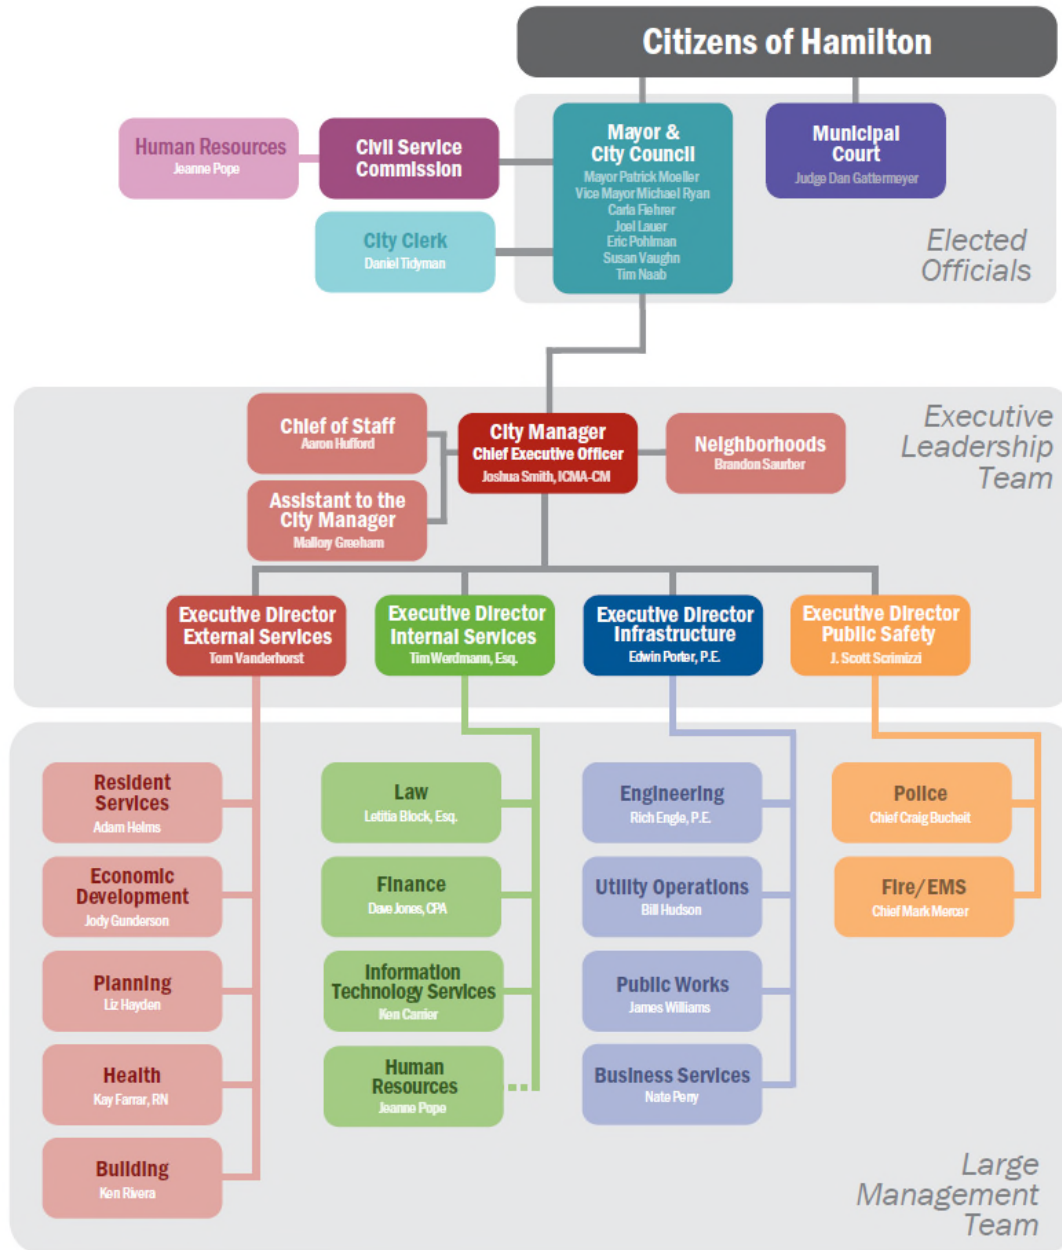 Citizens of Hamilton
Human Resources
Jeanne Pope
Civil Service
Commission
Mayor &
City Council
Mayor Patrick Moeller
Vice Mayor Michael Ryan
Carla Fiehrer
Joel Lauer
Eric Pohlman
Susan Vaughn
Tim Naab
Municipal
Court
Judge Dan Gattermeyer
City Clerk
Daniel Tidyman
Elected
Officials
Executive
Leadership
Team
Chief of Staff
Aaron Hufford
City Manager
Chief Executive Officer
Joshua Smith, ICMA-CM
Neighborhoods
Brandon Saurber
Assistant to the
City Manager
Mallory Greeham
Executive Director
External Services
Tom Vanderhorst
Executive Director
Internal Services
Tim Werdmann, Esq.
Executive Director
Infrastructure
Edwin Porter, P.E.
Executive Director
Public Safety
J. Scott Scrimizzi
Resident
Services
Adam Helms
Economic
Development
Jody Gunderson
Planning
Liz Hayden
Health
Kay Farrar, RN
Building
Ken Rivera
Law
Letitia Block, Esq.
Finance
Dave Jones, CPA
Information
Technology Services
Ken Carrier
Human
Resources
Jeanne Pope
Engineering
Rich Engle, P.E.
Utility Operations
Bill Hudson
Public Works
James Williams
Business Services
Nate Perry
Police
Chief Craig Bucheit
Fire/EMS
Chief Mark Mercer
Large
Management
Team